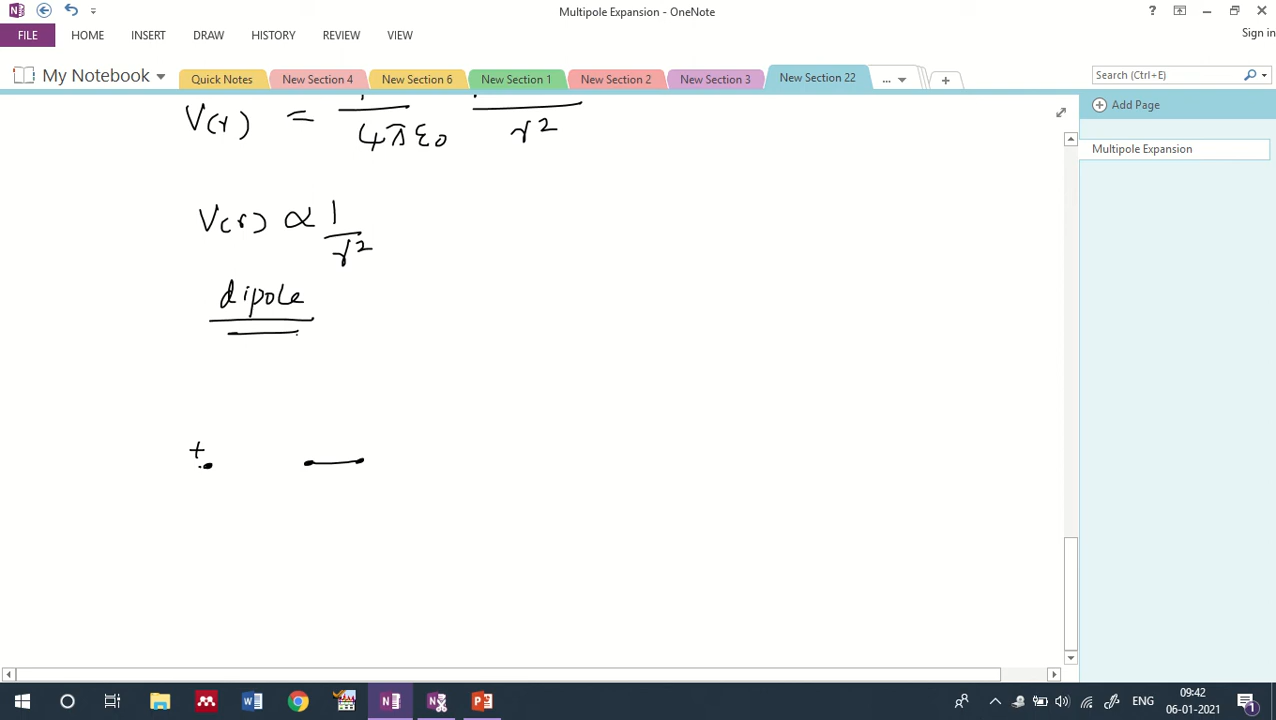 Multipole Expansion - OneNote
?
FILE HOME INSERT DRAW HISTORY REVIEW VIEW
Sign in
My Notebook
Quick Notes New Section 4 New Section 6 New Section 1 New Section 2 New Section 3 New Section 22 ...
Search (Ctrl+E)
Add Page
Multipole Expansion
V(r) =
4πε0 r²
V(r) ∝ 1
r²
dipole
+
ENG
09:42
06-01-2021
1